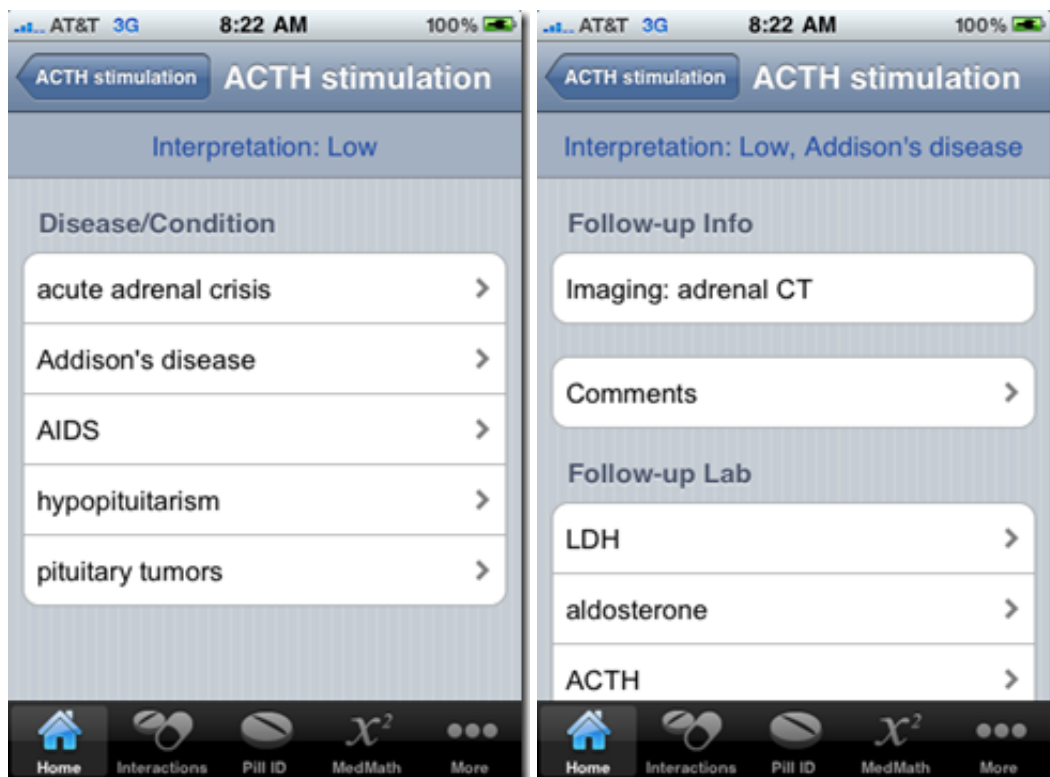 AT&T 3G 8:22 AM 100%
ACTH stimulation ACTH stimulation
Interpretation: Low
Disease/Condition
acute adrenal crisis
Addison's disease
AIDS
hypopituitarism
pituitary tumors
Home Interactions Pill ID MedMath More
AT&T 3G 8:22 AM 100%
ACTH stimulation ACTH stimulation
Interpretation: Low, Addison's disease
Follow-up Info
Imaging: adrenal CT
Comments
Follow-up Lab
LDH
aldosterone
ACTH
Home Interactions Pill ID MedMath More